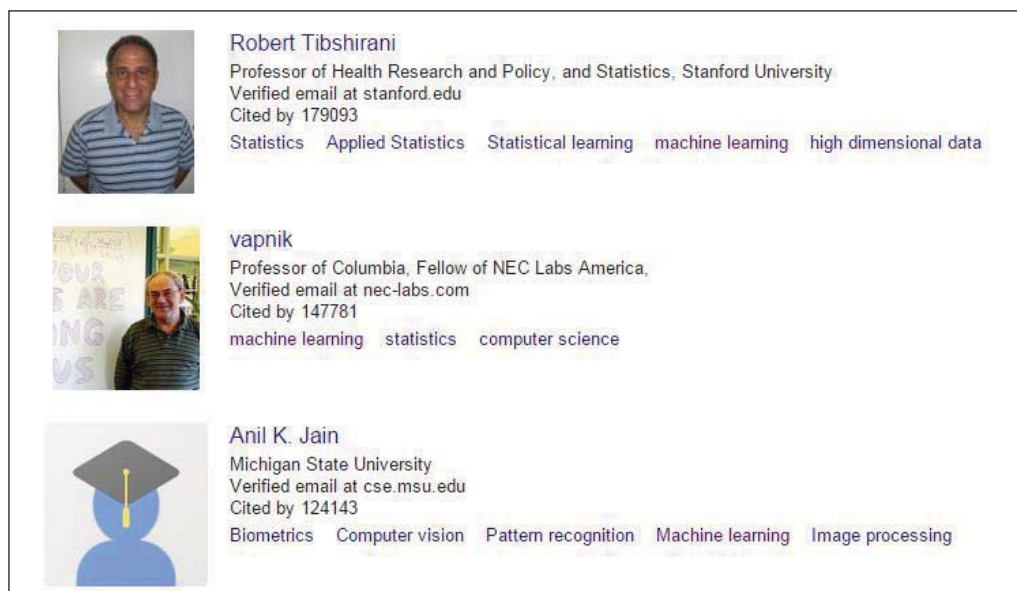 Robert Tibshirani
Professor of Health Research and Policy, and Statistics, Stanford University
Verified email at stanford.edu
Cited by 179093
Statistics Applied Statistics Statistical learning machine learning high dimensional data
vapnik
Professor of Columbia, Fellow of NEC Labs America,
Verified email at nec-labs.com
Cited by 147781
machine learning statistics computer science
YOUR
S ARE
NG
US
Anil K. Jain
Michigan State University
Verified email at cse.msu.edu
Cited by 124143
Biometrics Computer vision Pattern recognition Machine learning Image processing